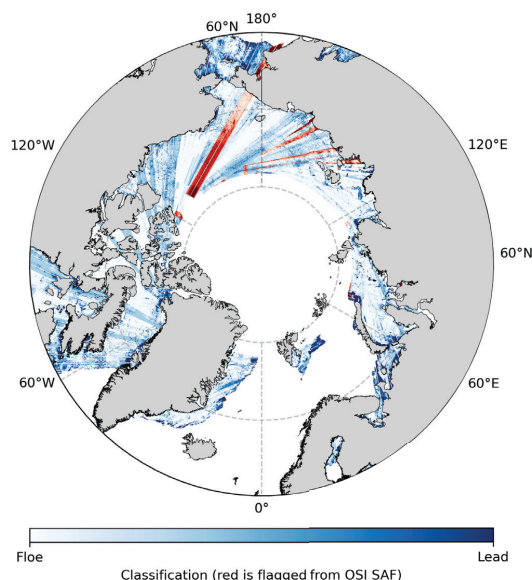 180°
60°N
120°W
120°E
60°N
60°W
60°E
0°
Floe
Lead
Classification (red is flagged from OSI SAF)